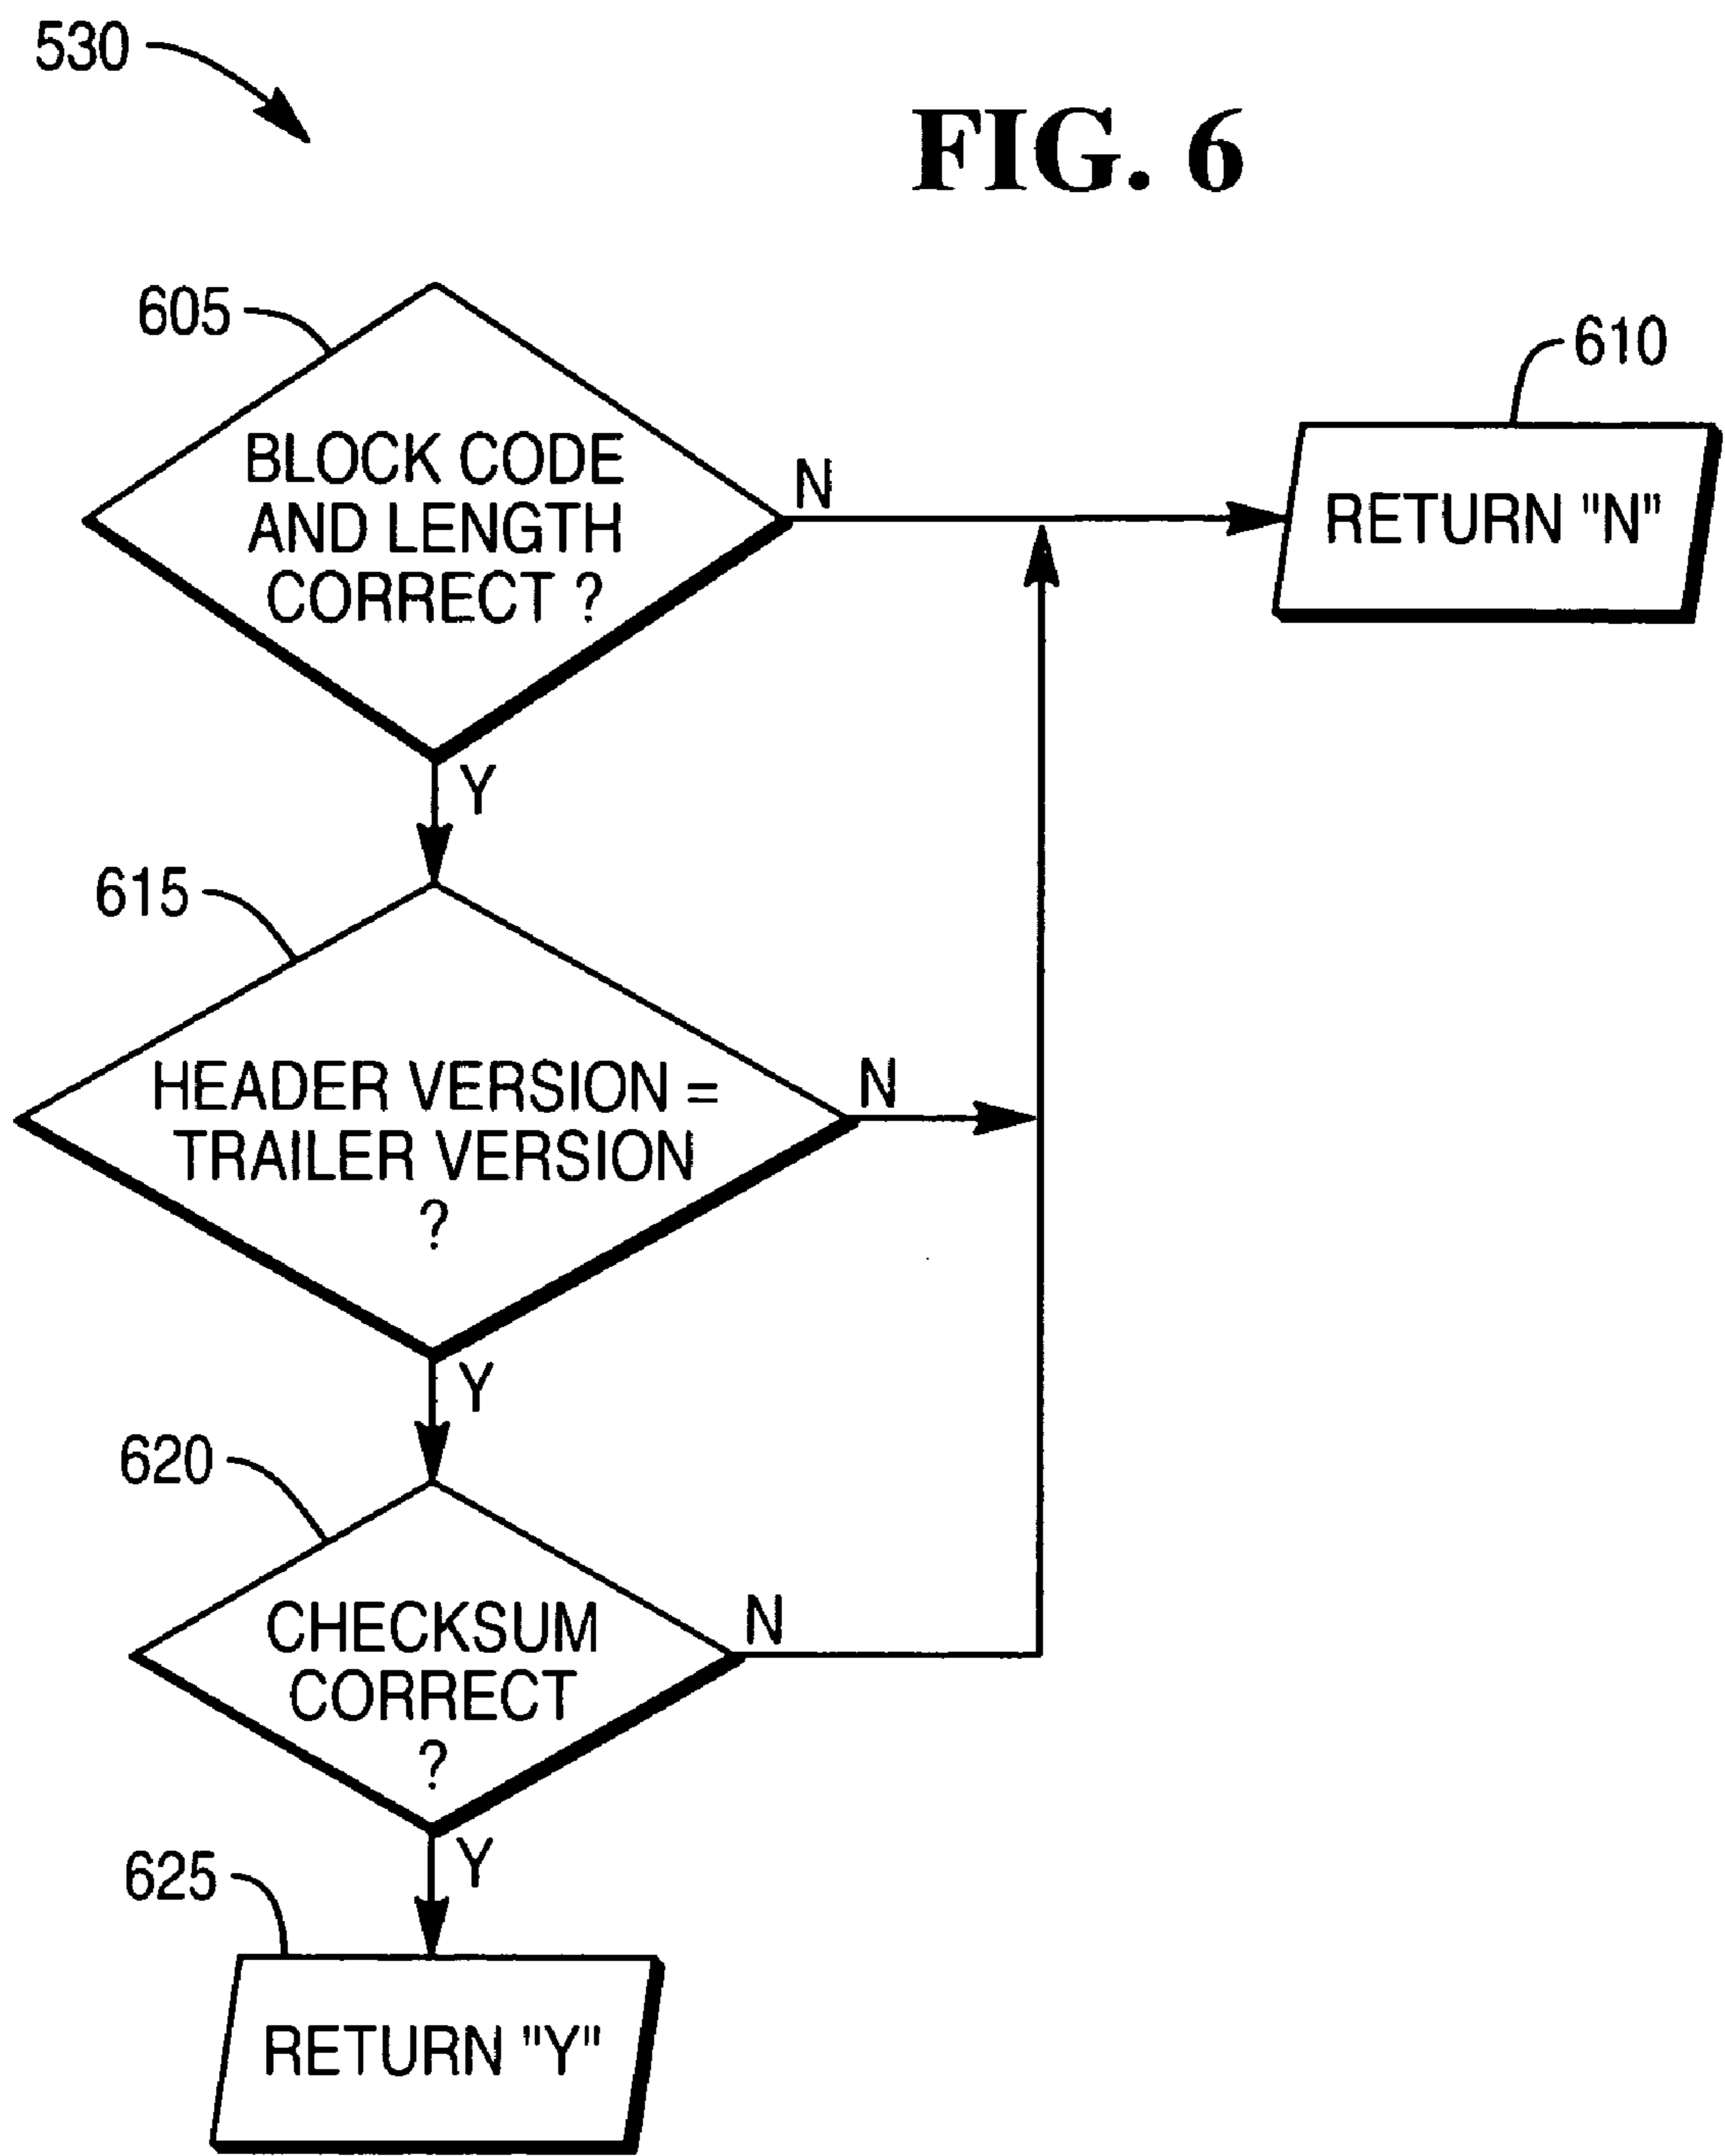 530
FIG. 6
605
BLOCK CODE
AND LENGTH
CORRECT ?
N
610
RETURN "N"
Y
615
HEADER VERSION =
TRAILER VERSION
?
N
Y
620
CHECKSUM
CORRECT
?
N
Y
625
RETURN "Y"